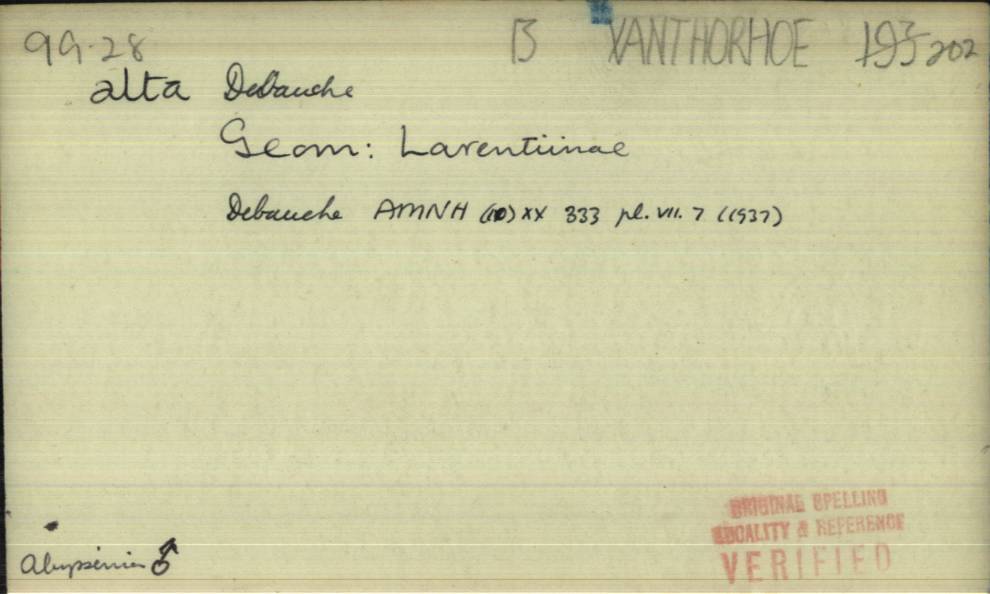 99.28 B XANTHORHOE 193 202
alta Debauche
Geom: Larentiinae
Debauche AMNH (10) XX 333 pl. VII. 7 (1937)
ORIGINAL SPELLING
LOCALITY & REFERENCE
VERIFIED
Abyssinia ♂